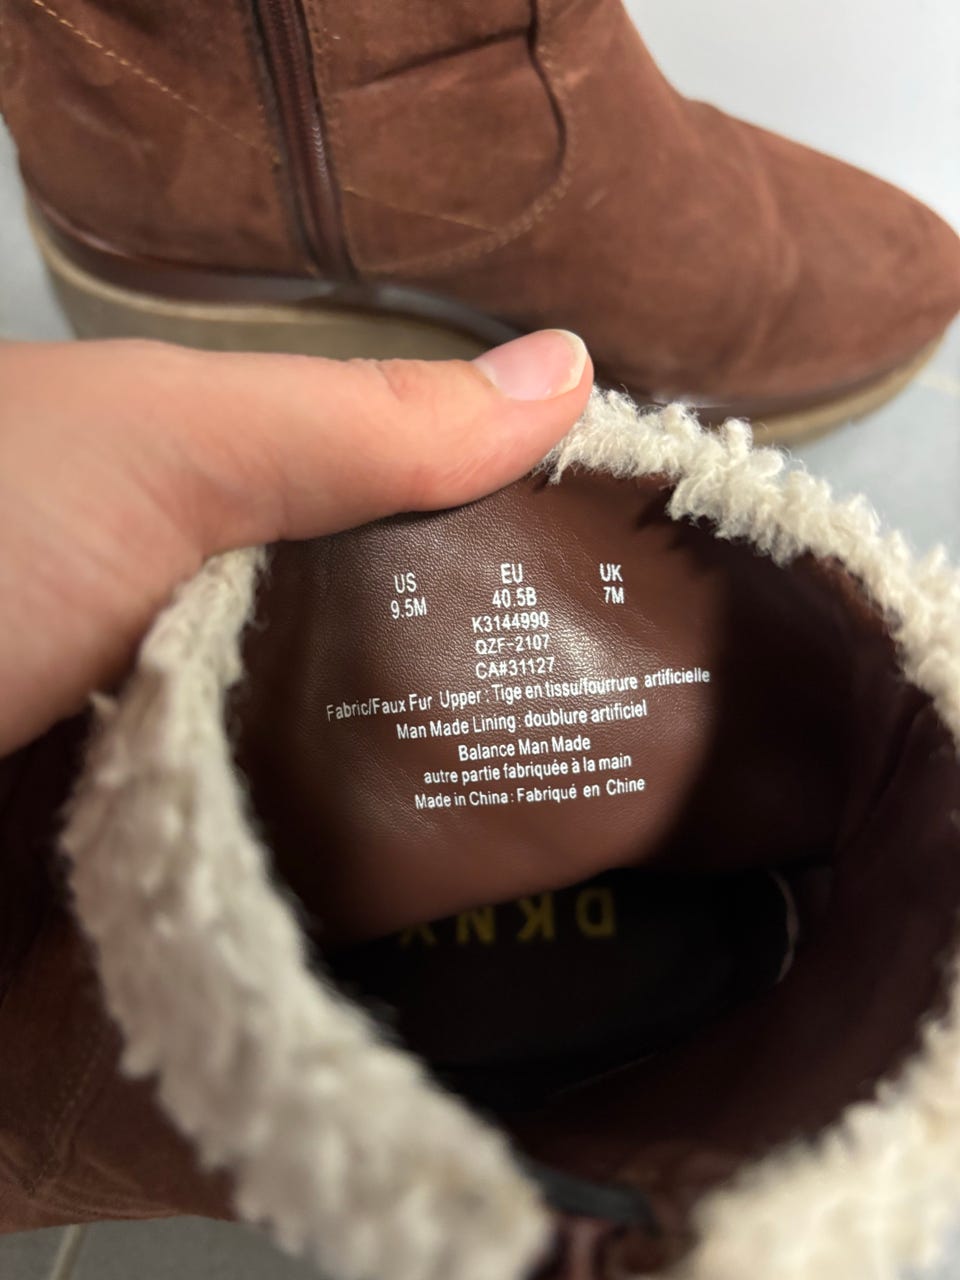 US EU UK
9.5M 40.5B 7M
K3144990
QZF-2107
CA#31127
Fabric/Faux Fur Upper : Tige en tissu/fourrure artificielle
Man Made Lining: doublure artificiel
Balance Man Made
autre partie fabriquée à la main
Made in China : Fabriqué en Chine
DKNY